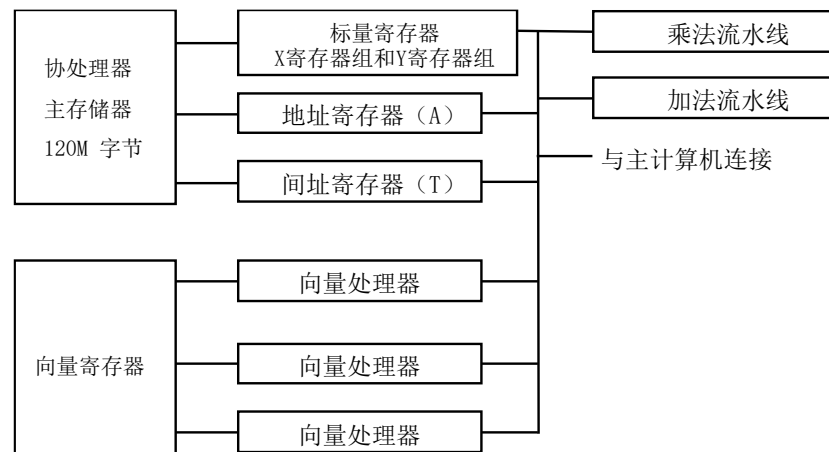 协处理器
主存储器
120M 字节
标量寄存器
X寄存器组和Y寄存器组
地址寄存器（A）
间址寄存器（T）
乘法流水线
加法流水线
与主计算机连接
向量寄存器
向量处理器
向量处理器
向量处理器